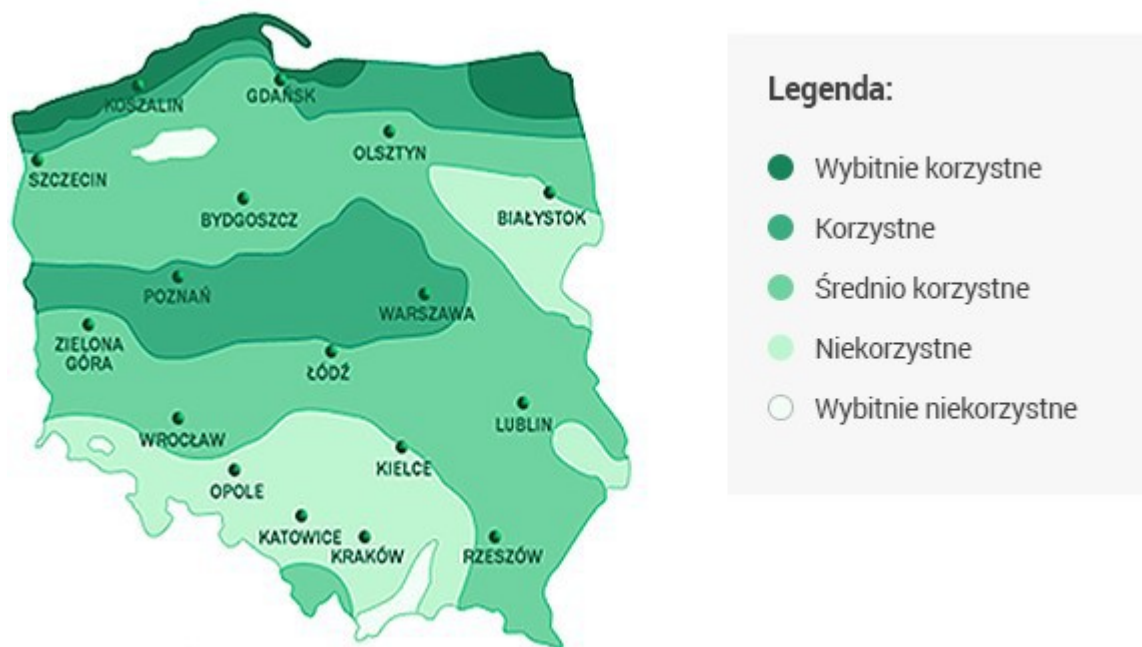 KOSZALIN
GDAŃSK
OLSZTYN
SZCZECIN
BYDGOSZCZ
BIAŁYSTOK
POZNAŃ
WARSZAWA
ZIELONA
GÓRA
ŁÓDŹ
WROCŁAW
LUBLIN
KIELCE
OPOLE
KATOWICE
KRAKÓW
RZESZÓW
Legenda:
Wybitnie korzystne
Korzystne
Średnio korzystne
Niekorzystne
Wybitnie niekorzystne